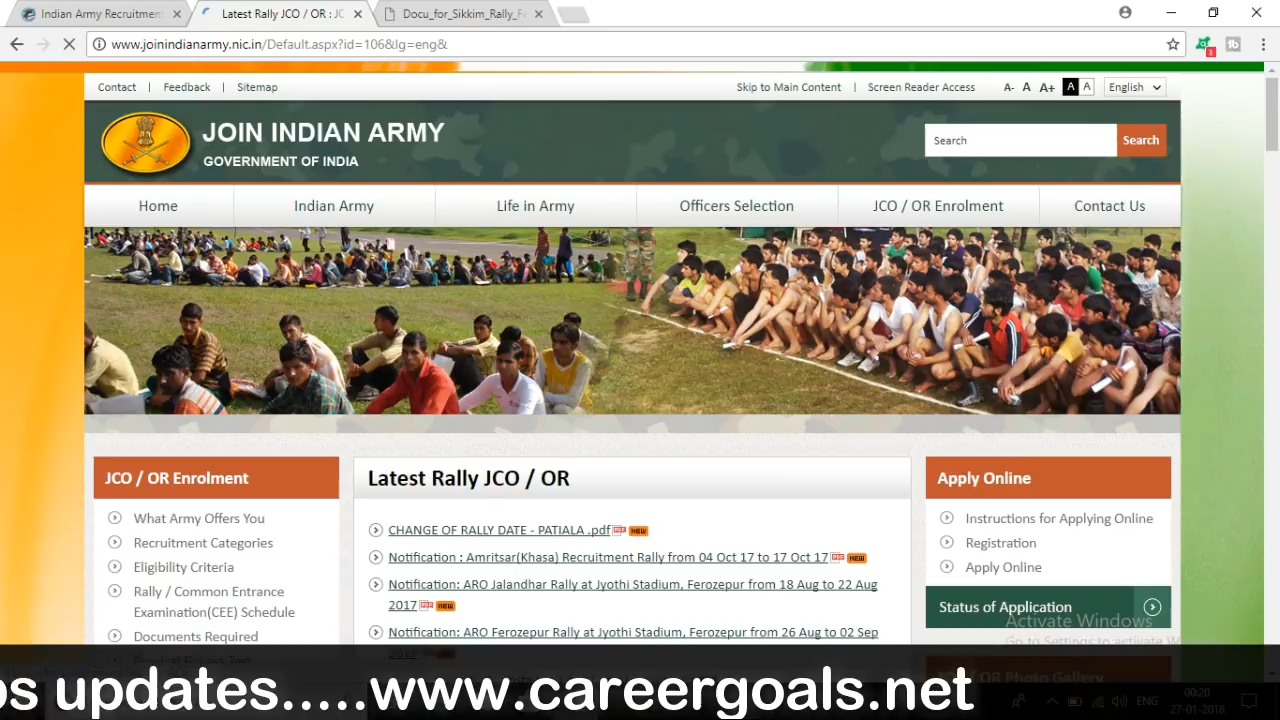 Indian Army Recruitment
Latest Rally JCO / OR : JC
Docu_for_Sikkim_Rally_Fe
www.joinindianarmy.nic.in/Default.aspx?id=106&lg=eng&
Contact | Feedback | Sitemap
Skip to Main Content | Screen Reader Access A- A A+ A A English
JOIN INDIAN ARMY
GOVERNMENT OF INDIA
Search Search
Home Indian Army Life in Army Officers Selection JCO / OR Enrolment Contact Us
JCO / OR Enrolment
What Army Offers You
Recruitment Categories
Eligibility Criteria
Rally / Common Entrance
Examination(CEE) Schedule
Documents Required
Latest Rally JCO / OR
CHANGE OF RALLY DATE - PATIALA .pdf NEW
Notification : Amritsar(Khasa) Recruitment Rally from 04 Oct 17 to 17 Oct 17 NEW
Notification: ARO Jalandhar Rally at Jyothi Stadium, Ferozepur from 18 Aug to 22 Aug
2017 NEW
Notification: ARO Ferozepur Rally at Jyothi Stadium, Ferozepur from 26 Aug to 02 Sep
2017
Apply Online
Instructions for Applying Online
Registration
Apply Online
Status of Application
Activate Windows
Go to Settings to activate W
JCO / OR Photo Gallery
bs updates.....www.careergoals.net
ENG
00:20
27-01-2018